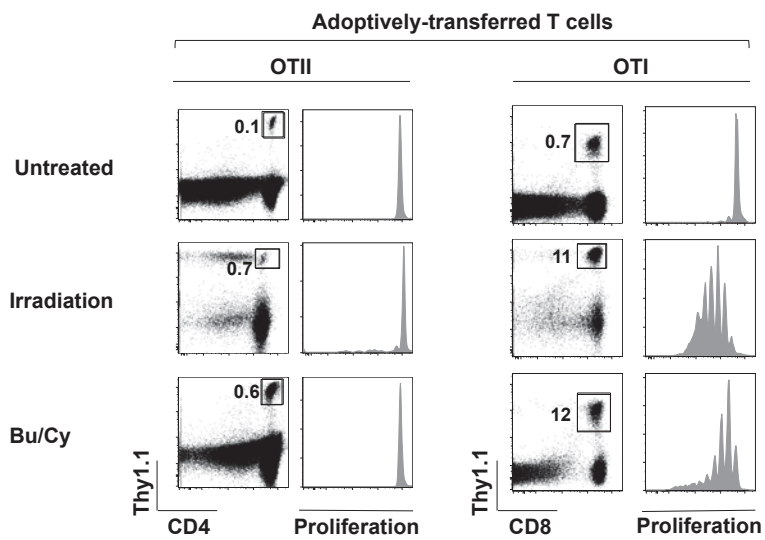 Adoptively-transferred T cells
OTII OTI
Untreated 0.1 0.7
Irradiation 0.7 11
Bu/Cy 0.6 12
Thy1.1 Thy1.1
CD4 Proliferation CD8 Proliferation